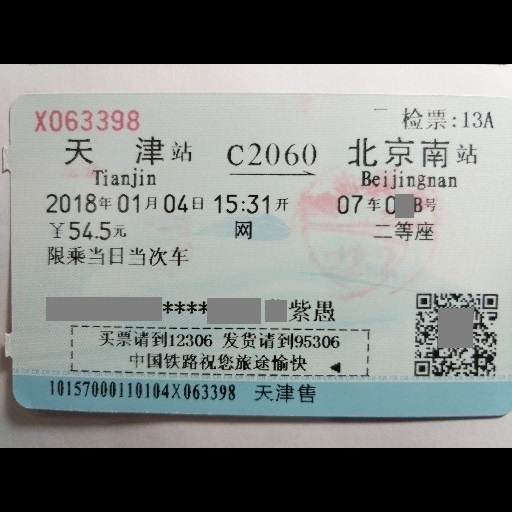 X063398 检票:13A
天津站 C2060 北京南站
Tianjin Beijingnan
2018年01月04日 15:31开 07车08号
￥54.5元 网 二等座
限乘当日当次车
**** 紫愚
买票请到12306 发货请到95306
中国铁路祝您旅途愉快
10157000110104X063398 天津售